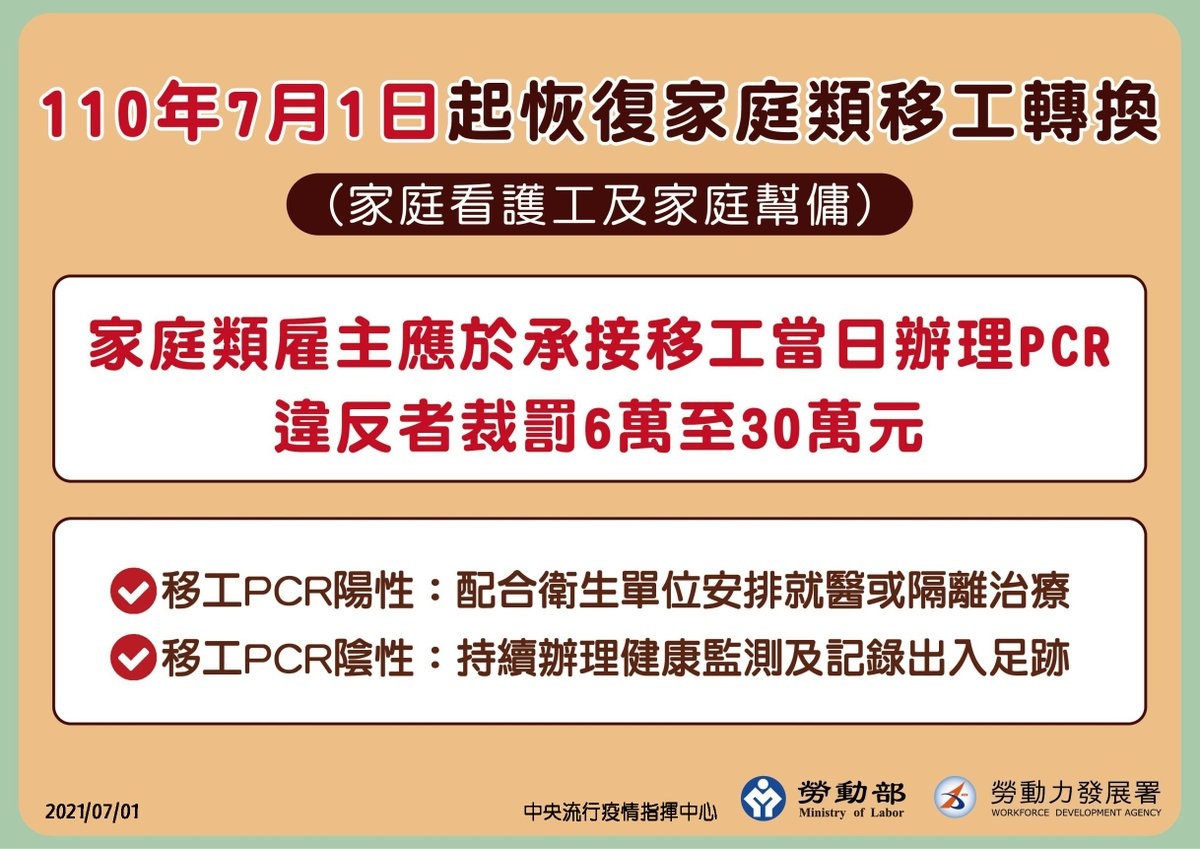 110年7月1日起恢復家庭類移工轉換
（家庭看護工及家庭幫傭）
家庭類雇主應於承接移工當日辦理PCR
違反者裁罰6萬至30萬元
移工PCR陽性：配合衛生單位安排就醫或隔離治療
移工PCR陰性：持續辦理健康監測及記錄出入足跡
2021/07/01
中央流行疫情指揮中心
勞動部
Ministry of Labor
勞動力發展署
WORKFORCE DEVELOPMENT AGENCY